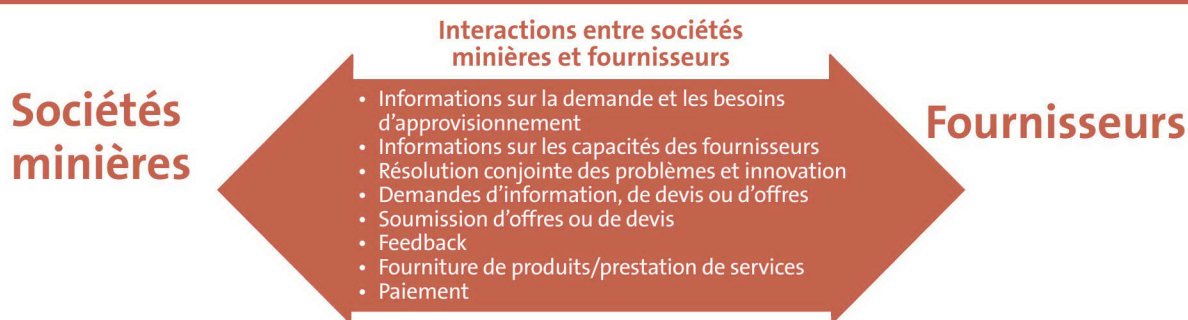 Interactions entre sociétés
minières et fournisseurs
Sociétés
minières
• Informations sur la demande et les besoins
d'approvisionnement
• Informations sur les capacités des fournisseurs
• Résolution conjointe des problèmes et innovation
• Demandes d'information, de devis ou d'offres
• Soumission d'offres ou de devis
• Feedback
• Fourniture de produits/prestation de services
• Paiement
Fournisseurs